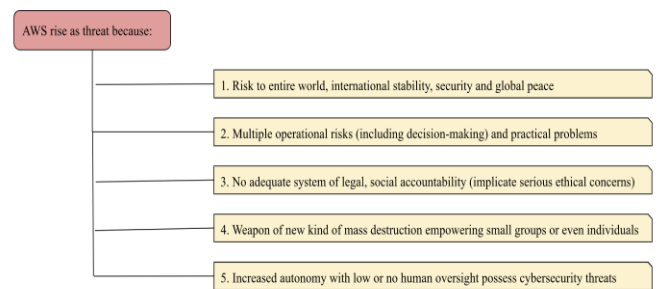 AWS rise as threat because:
1. Risk to entire world, international stability, security and global peace
2. Multiple operational risks (including decision-making) and practical problems
3. No adequate system of legal, social accountability (implicate serious ethical concerns)
4. Weapon of new kind of mass destruction empowering small groups or even individuals
5. Increased autonomy with low or no human oversight possess cybersecurity threats